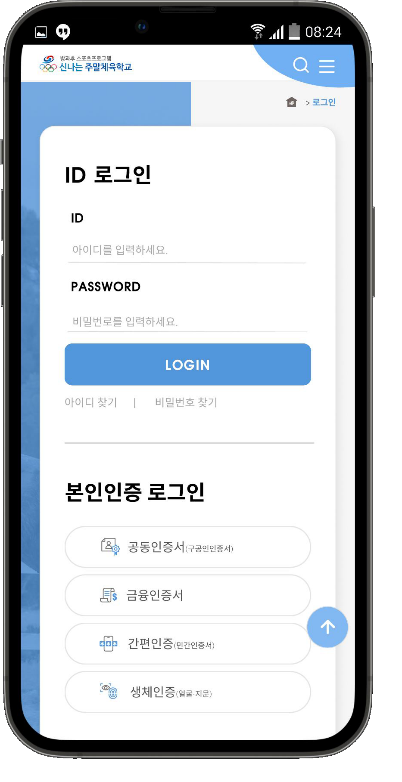 08:24
방과후 스포츠프로그램
신나는 주말체육학교
> 로그인
ID 로그인
ID
아이디를 입력하세요.
PASSWORD
비밀번로를 입력하세요.
LOGIN
아이디 찾기 | 비밀번호 찾기
본인인증 로그인
공동인증서(구공인인증서)
금융인증서
간편인증(민간인증서)
생체인증(얼굴·지문)